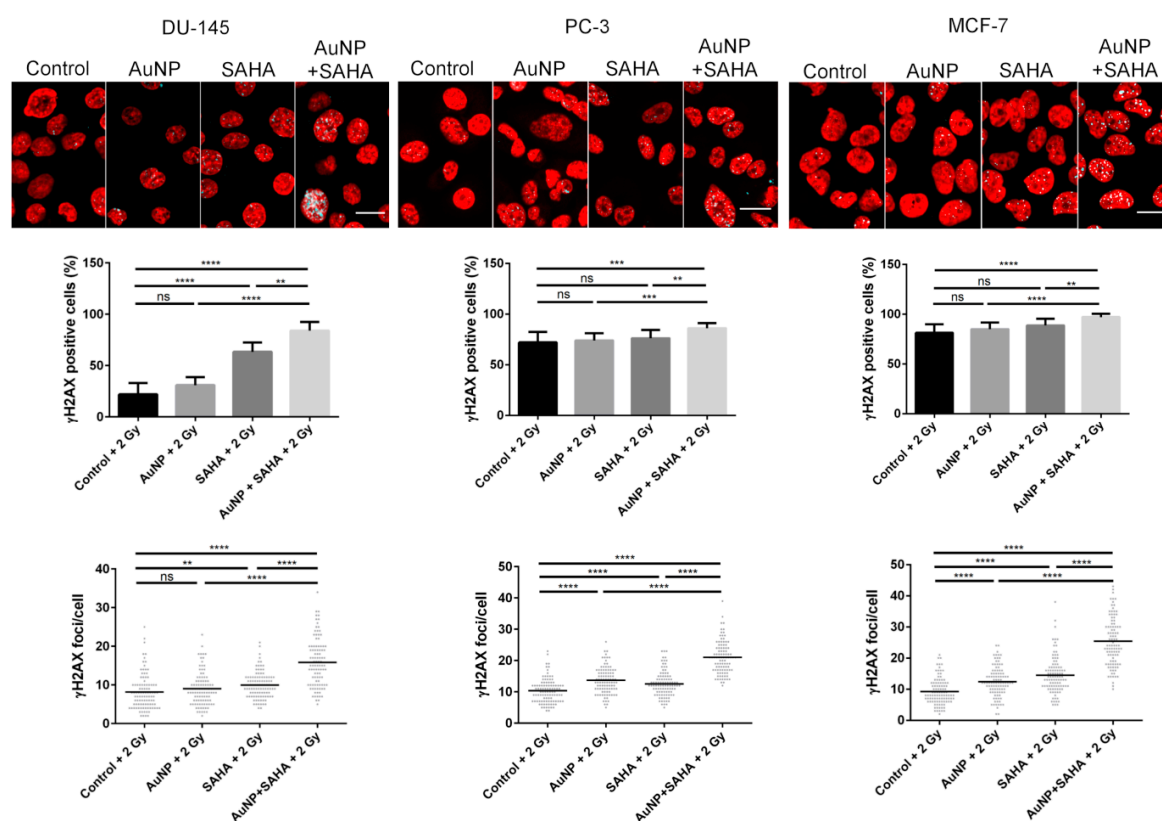 DU-145
PC-3
MCF-7
Control
AuNP
SAHA
AuNP
+SAHA
Control
AuNP
SAHA
AuNP
+SAHA
Control
AuNP
SAHA
AuNP
+SAHA
γH2AX positive cells (%)
150
100
50
0
****
****
**
ns
****
Control + 2 Gy
AuNP + 2 Gy
SAHA + 2 Gy
AuNP + SAHA + 2 Gy
γH2AX positive cells (%)
150
100
50
0
***
ns
**
ns
***
Control + 2 Gy
AuNP + 2 Gy
SAHA + 2 Gy
AuNP + SAHA + 2 Gy
γH2AX positive cells (%)
150
100
50
0
****
ns
**
ns
****
Control + 2 Gy
AuNP + 2 Gy
SAHA + 2 Gy
AuNP + SAHA + 2 Gy
γH2AX foci/cell
40
30
20
10
0
****
**
****
ns
****
Control + 2 Gy
AuNP + 2 Gy
SAHA + 2 Gy
AuNP+SAHA + 2 Gy
γH2AX foci/cell
50
40
30
20
10
0
****
****
****
****
****
Control + 2 Gy
AuNP + 2 Gy
SAHA + 2 Gy
AuNP+SAHA + 2 Gy
γH2AX foci/cell
50
40
30
20
10
0
****
****
****
****
****
Control + 2 Gy
AuNP + 2 Gy
SAHA + 2 Gy
AuNP+SAHA + 2 Gy